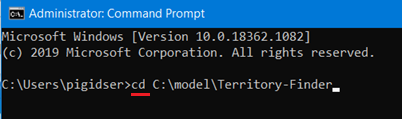 Administrator: Command Prompt
Microsoft Windows [Version 10.0.18362.1082]
(c) 2019 Microsoft Corporation. All rights reserved.
C:\Users\pigidser>cd C:\model\Territory-Finder